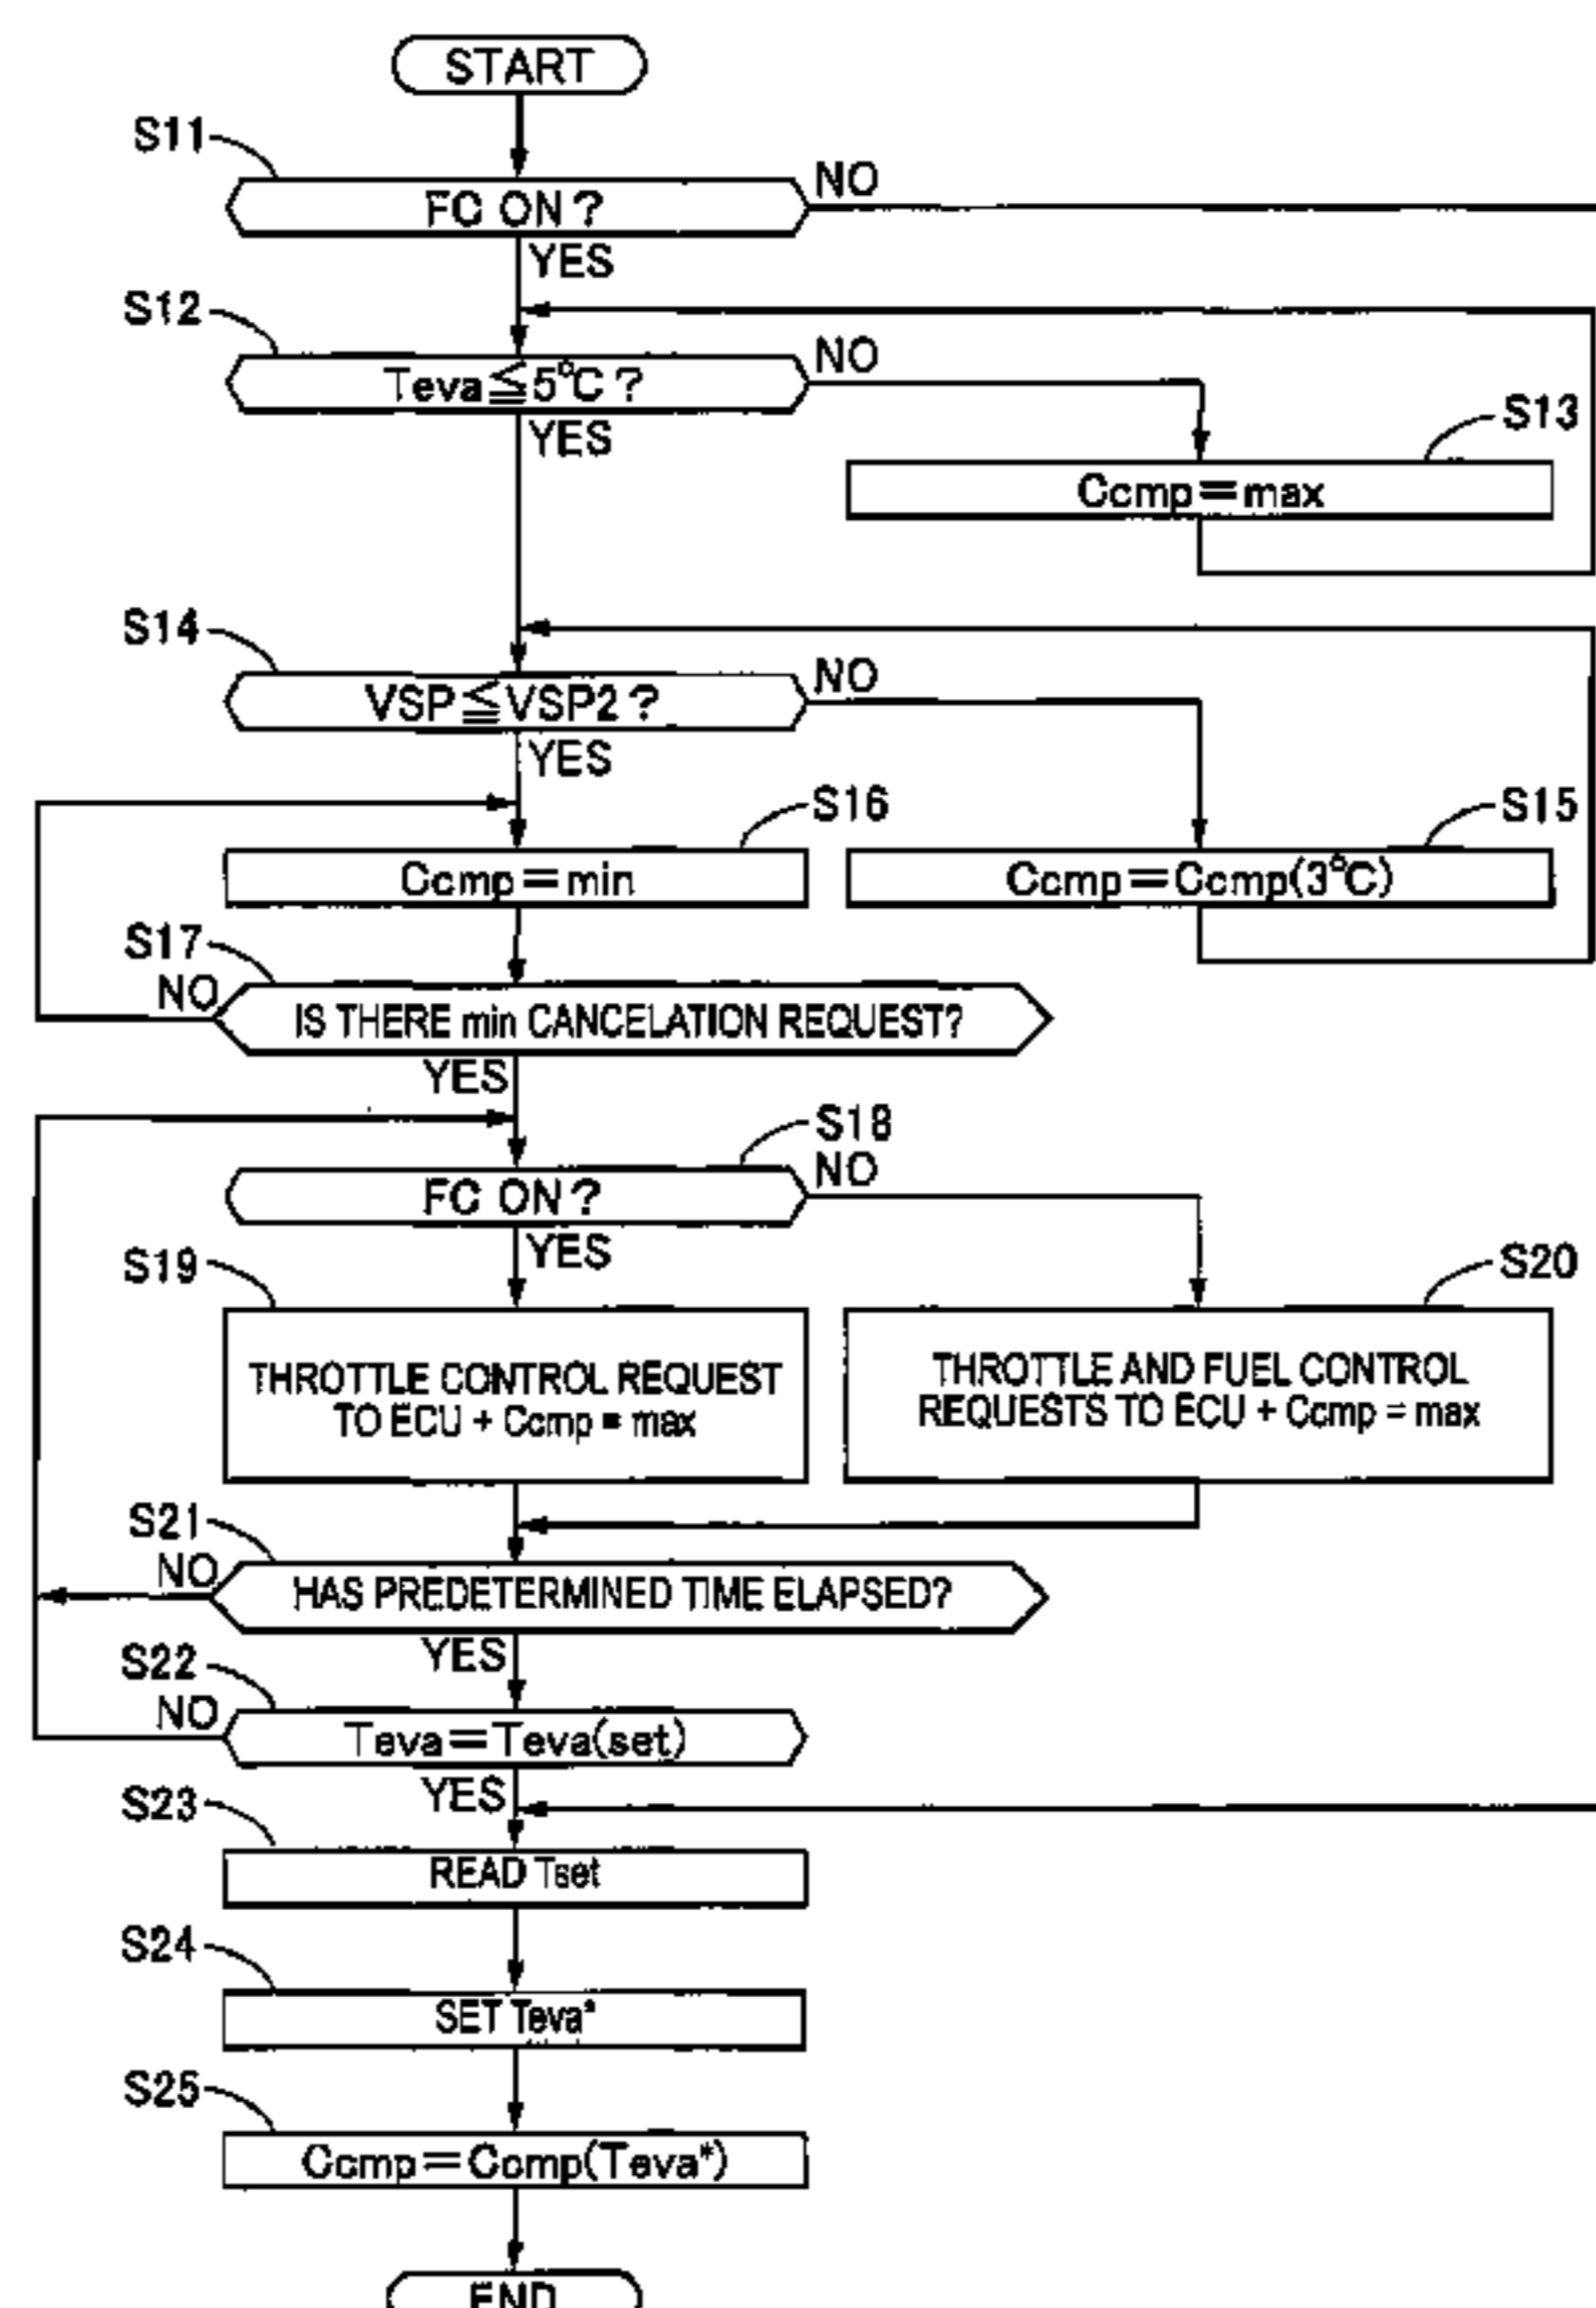 START
S11
FC ON?
NO
YES
S12
Teva≦5°C?
NO
YES
S13
Ccmp=max
S14
VSP≦VSP2?
NO
YES
S16
S15
Ccmp=min
Ccmp=Ccmp(3°C)
S17
NO
IS THERE min CANCELATION REQUEST?
YES
S18
FC ON?
NO
YES
S19
S20
THROTTLE CONTROL REQUEST
TO ECU + Ccmp = max
THROTTLE AND FUEL CONTROL
REQUESTS TO ECU + Ccmp = max
S21
NO
HAS PREDETERMINED TIME ELAPSED?
YES
S22
NO
Teva=Teva(set)
YES
S23
READ Tset
S24
SET Teva*
S25
Ccmp=Ccmp(Teva*)
END